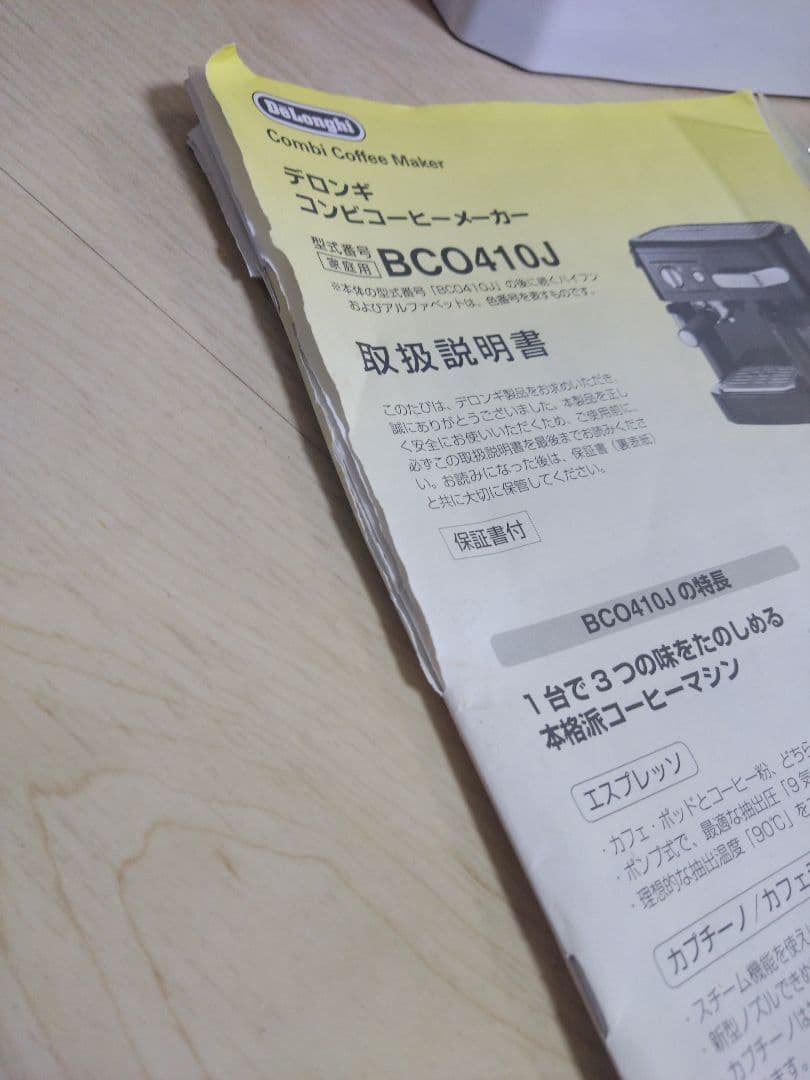 DeLonghi
Combi Coffee Maker
デロンギ
コンビコーヒーメーカー
型式番号
家庭用
BCO410J
※本体の型式番号「BCO410J」の後に続くハイフン
およびアルファベットは、色番号を表すものです。
取扱説明書
このたびは、デロンギ製品をお求めいただき、
誠にありがとうございました。本製品を正し
く安全にお使いいただくため、ご使用前に、
必ずこの取扱説明書を最後までお読みくださ
い。お読みになった後は、保証書（裏表紙）
と共に大切に保管してください。
保証書付
BCO410Jの特長
1台で3つの味をたのしめる
本格派コーヒーマシン
エスプレッソ
・カフェ・ポッドとコーヒー粉、どちら
・ポンプ式で、最適な抽出圧「9気
・理想的な抽出温度「90℃」を
カプチーノ/カフェ
・スチーム機能を使え
・新型ノズルできめ
カプチーノは
ます